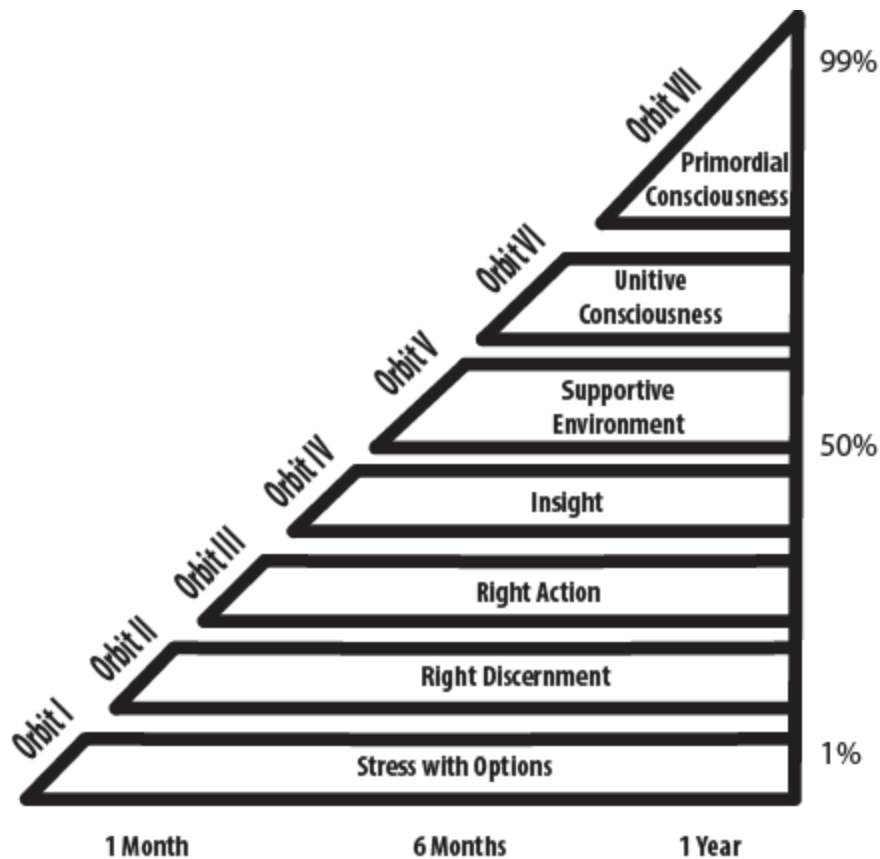 99%
Orbit VII
Primordial
Consciousness
Orbit VI
Unitive
Consciousness
Orbit V
Supportive
Environment
50%
Orbit IV
Insight
Orbit III
Right Action
Orbit II
Right Discernment
Orbit I
1%
Stress with Options
1 Month 6 Months 1 Year